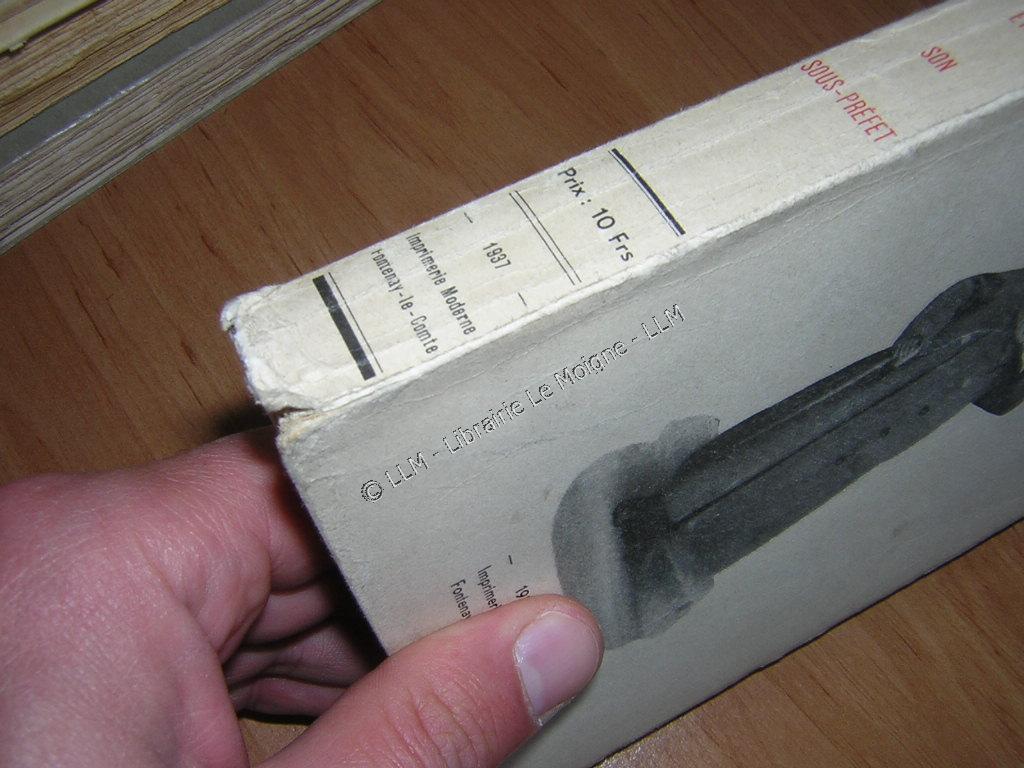 SON
SOUS-PRÉFET
Prix : 10 Frs
- 1937 -
Imprimerie Moderne
Fontenay-le-Comte
© LLM - Librairie Le Moigne - LLM